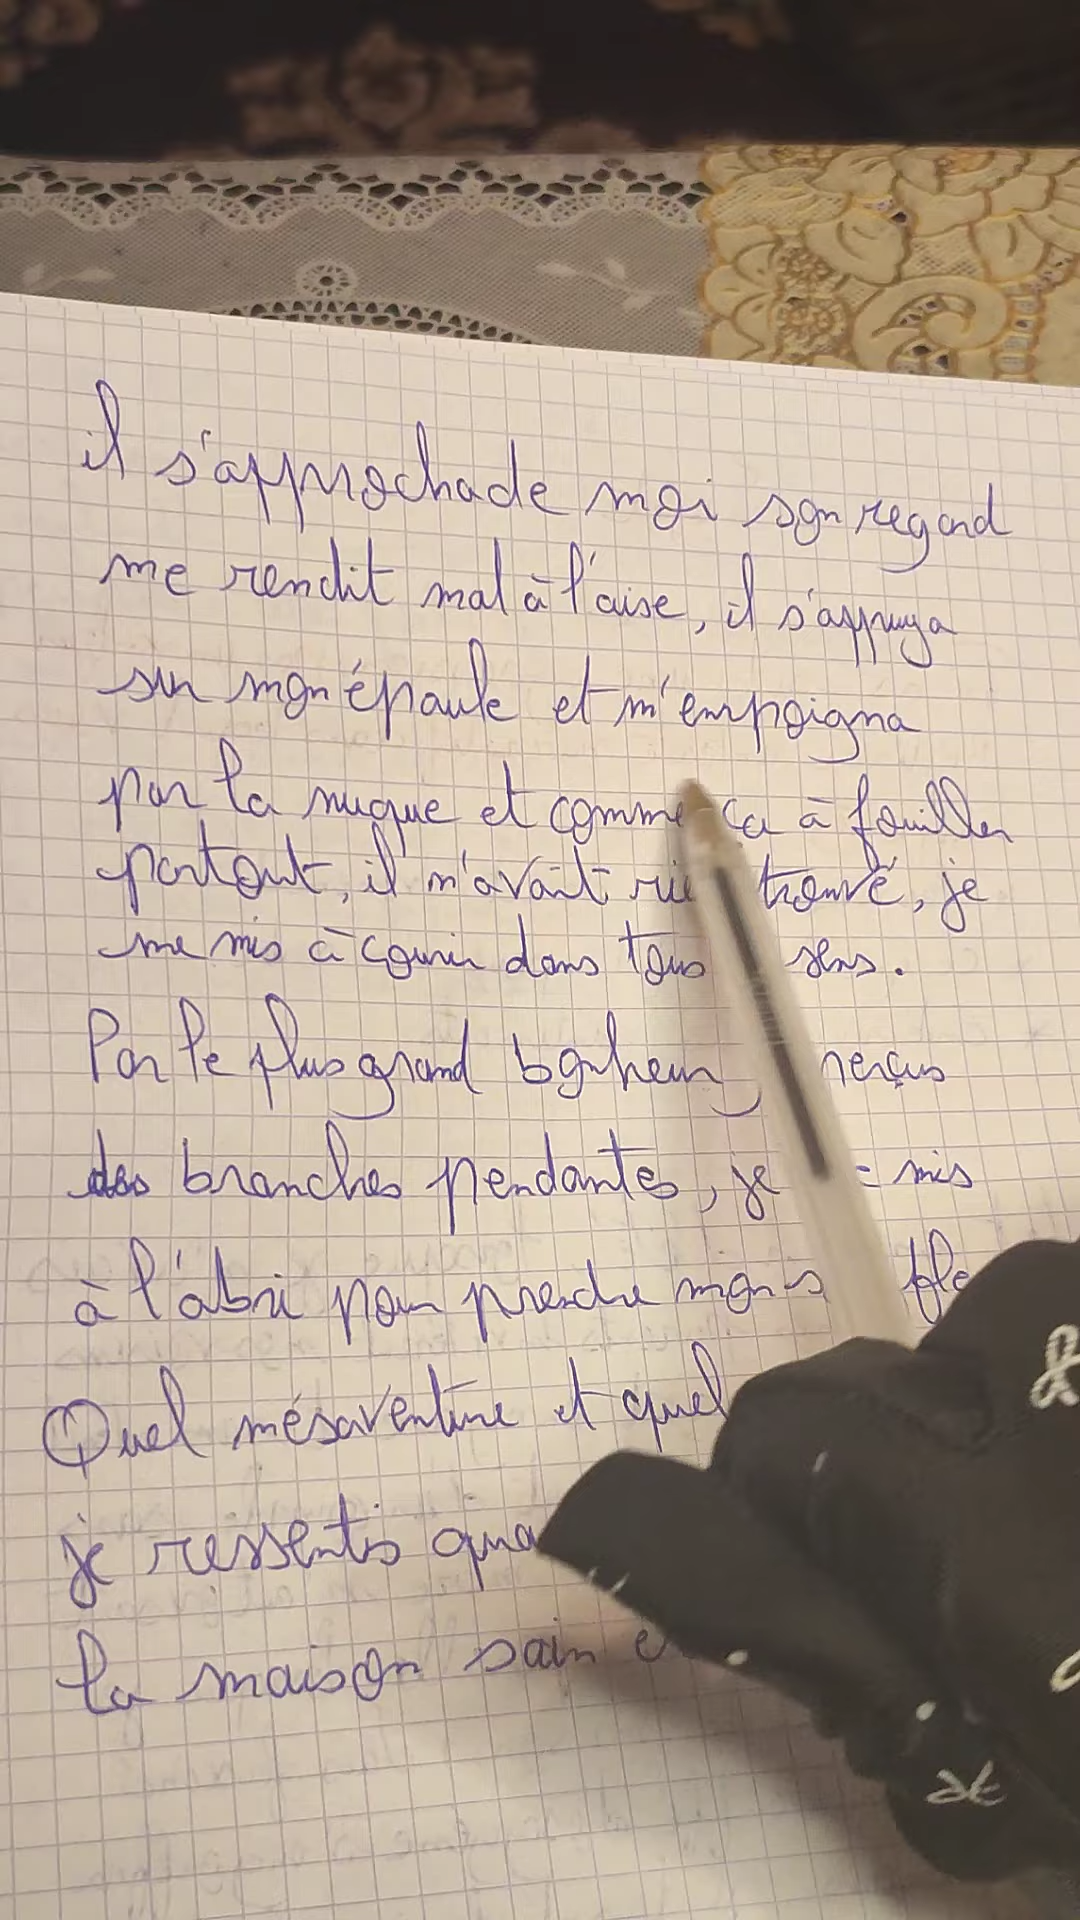 il s'approcha de moi son regard
me rendit mal à l'aise, il s'appuya
sur mon épaule et m'empoigna
par la nuque et comme ça à fouiller
partout, il n'avait trouvé, je
me mis à courir dans tous sens.
Par le plus grand bonheur
des branches pendantes, je mis
à l'abri pour prendre mon
Quel mésaventure et quel
je ressentis
la maison sain